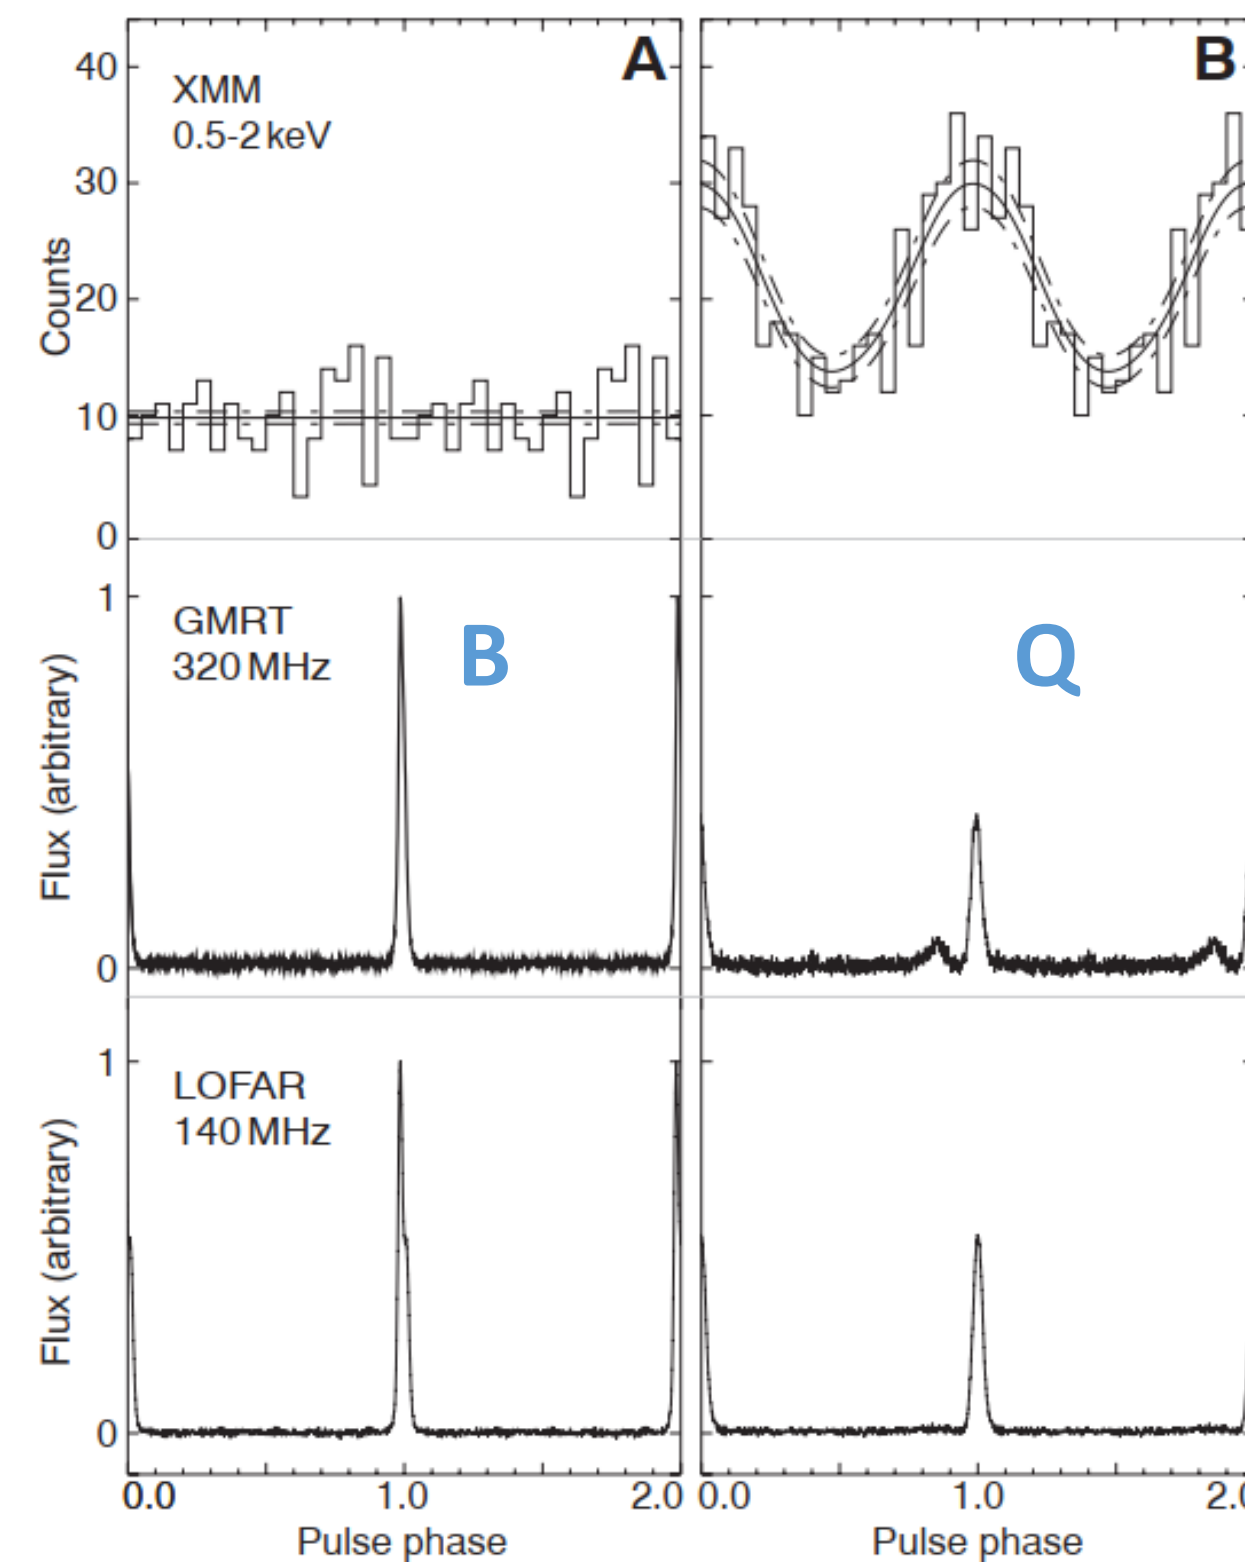 A
B
XMM
0.5-2 keV
40
30
20
10
0
Counts
GMRT
320 MHz
B
Q
1
0
Flux (arbitrary)
LOFAR
140 MHz
1
0
Flux (arbitrary)
0.0 1.0 2.0 0.0 1.0
Pulse phase Pulse phase